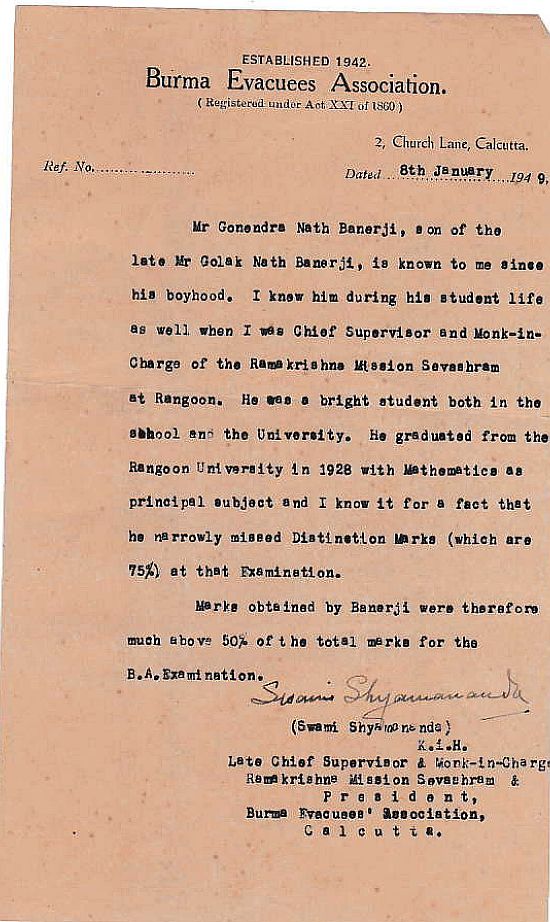 ESTABLISHED 1942.
Burma Evacuees Association.
( Registered under Act XXI of 1860 )
2, Church Lane, Calcutta.
Ref. No. ....................
Dated 8th January 1949.
Mr Gonendra Nath Banerji, son of the
late Mr Golak Nath Banerji, is known to me since
his boyhood. I knew him during his student life
as well when I was Chief Supervisor and Monk-in-
Charge of the Ramakrishna Mission Sevashram
at Rangoon. He was a bright student both in the
school and the University. He graduated from the
Rangoon University in 1928 with Mathematics as
principal subject and I know it for a fact that
he narrowly missed Distinction Marks (which are
75%) at that Examination.
Marks obtained by Banerji were therefore
much above 50% of the total marks for the
B.A.Examination.
Swami Shyamananda
(Swami Shyamananda)
K.i.H.
Late Chief Supervisor & Monk-in-Charge
Ramakrishna Mission Sevashram &
President,
Burma Evacuees' Association,
Calcutta.